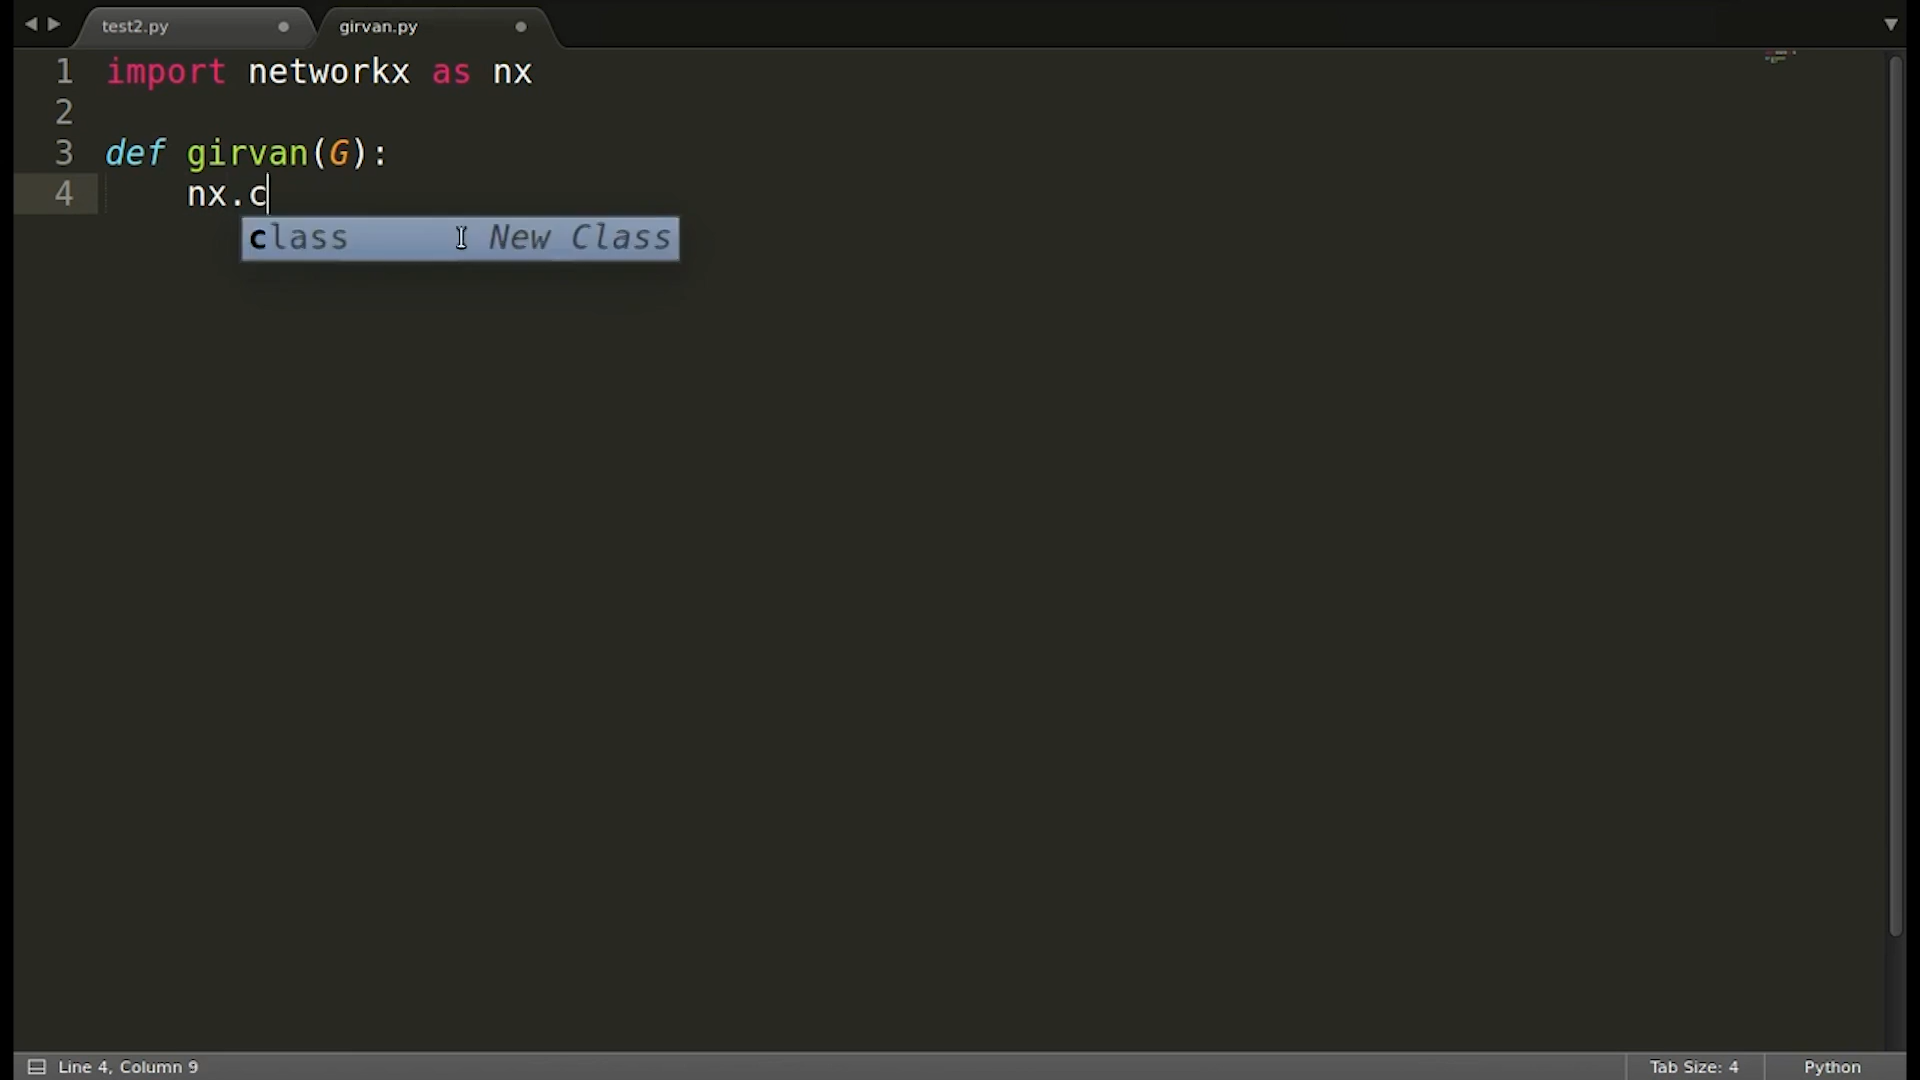 test2.py
girvan.py
1 import networkx as nx
2
3 def girvan(G):
4     nx.c
class New Class
Line 4, Column 9
Tab Size: 4
Python